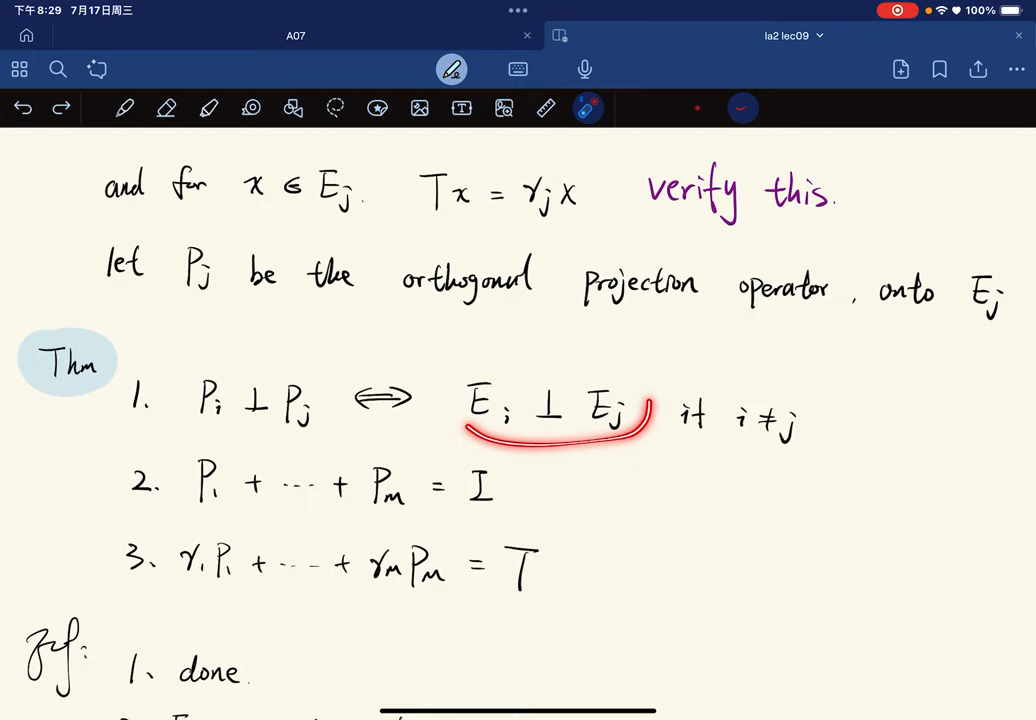 下午8:29 7月17日周三
100%
A07
la2 lec09
and for x ∈ Ej. Tx = γj x verify this.
let Pj be the orthogonal projection operator, onto Ej
Thm
1. Pi ⊥ Pj ⟺ Ei ⊥ Ej if i ≠ j
2. P1 + ... + Pm = I
3. γ1P1 + ... + γmPm = T
1. done.